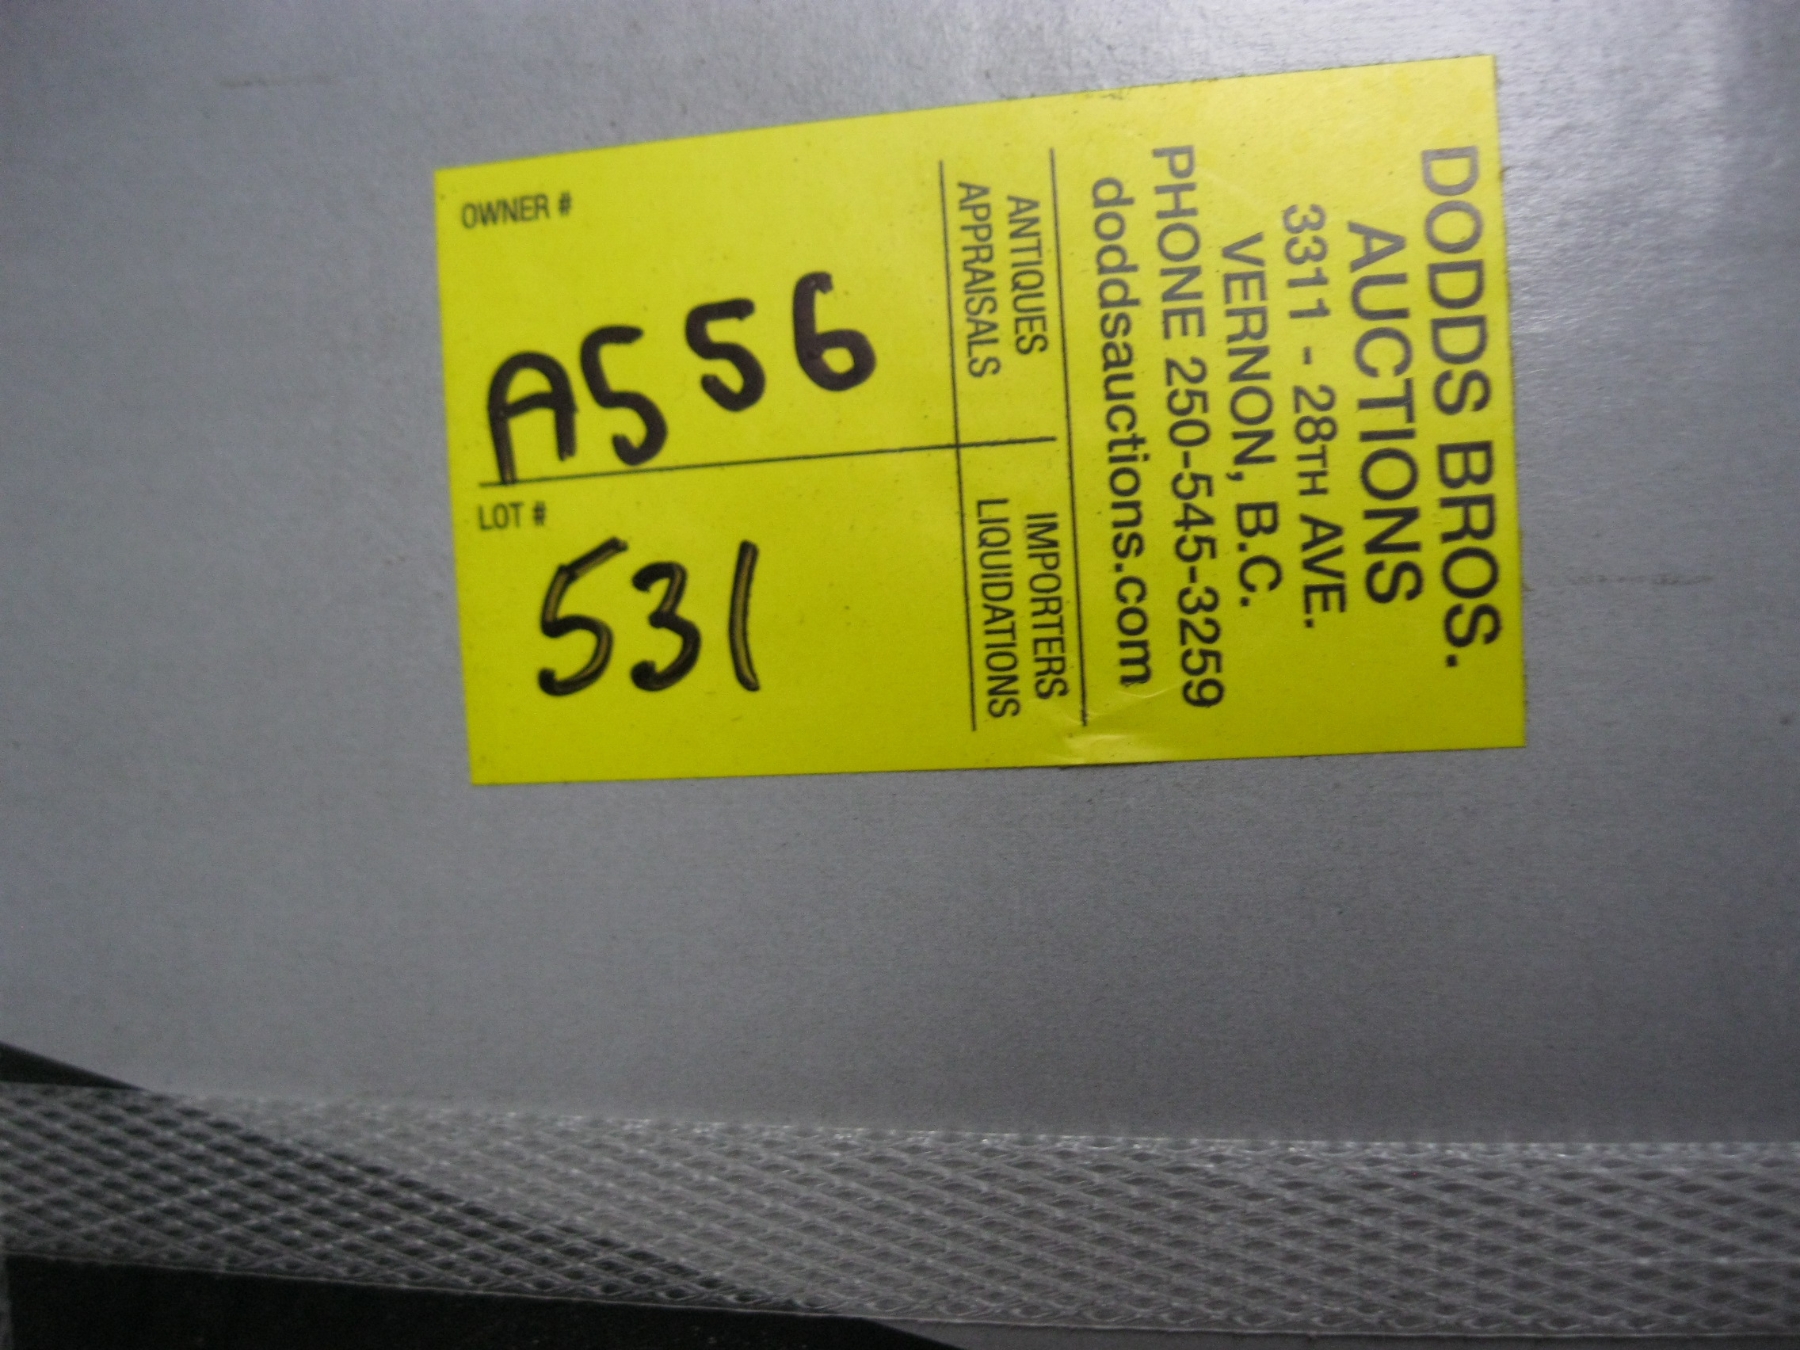 DODDS BROS.
AUCTIONS
3311 - 28TH AVE.
VERNON, B.C.
PHONE 250-545-3259
doddsauctions.com
ANTIQUES
APPRAISALS
IMPORTERS
LIQUIDATIONS
OWNER #
A556
LOT #
531